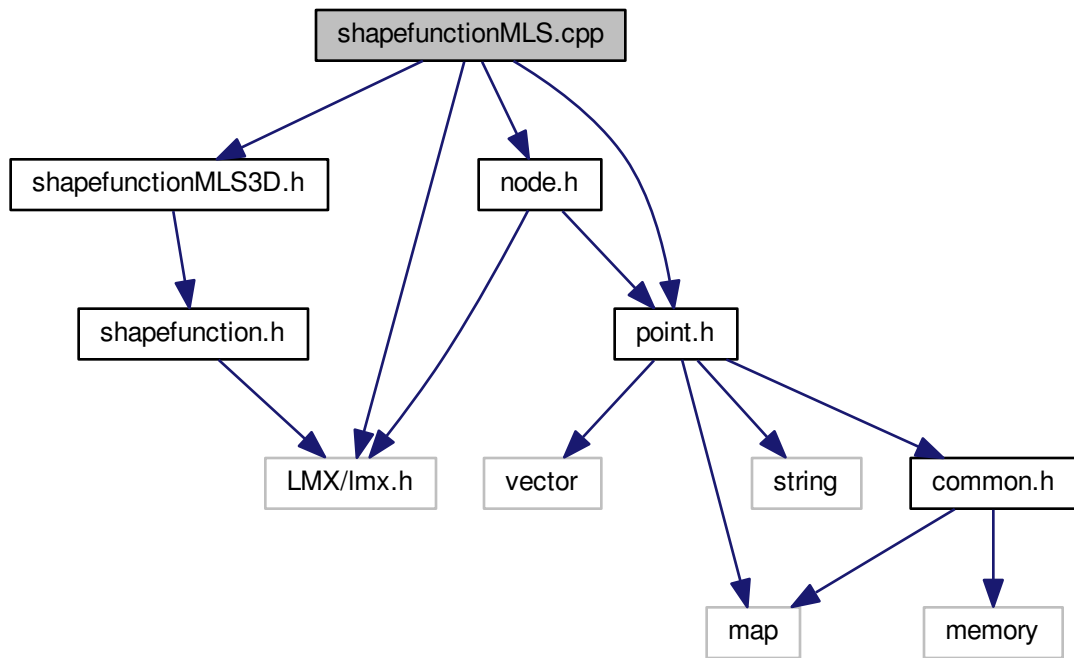 shapefunctionMLS.cpp
shapefunctionMLS3D.h
node.h
shapefunction.h
point.h
LMX/lmx.h
vector
string
common.h
map
memory